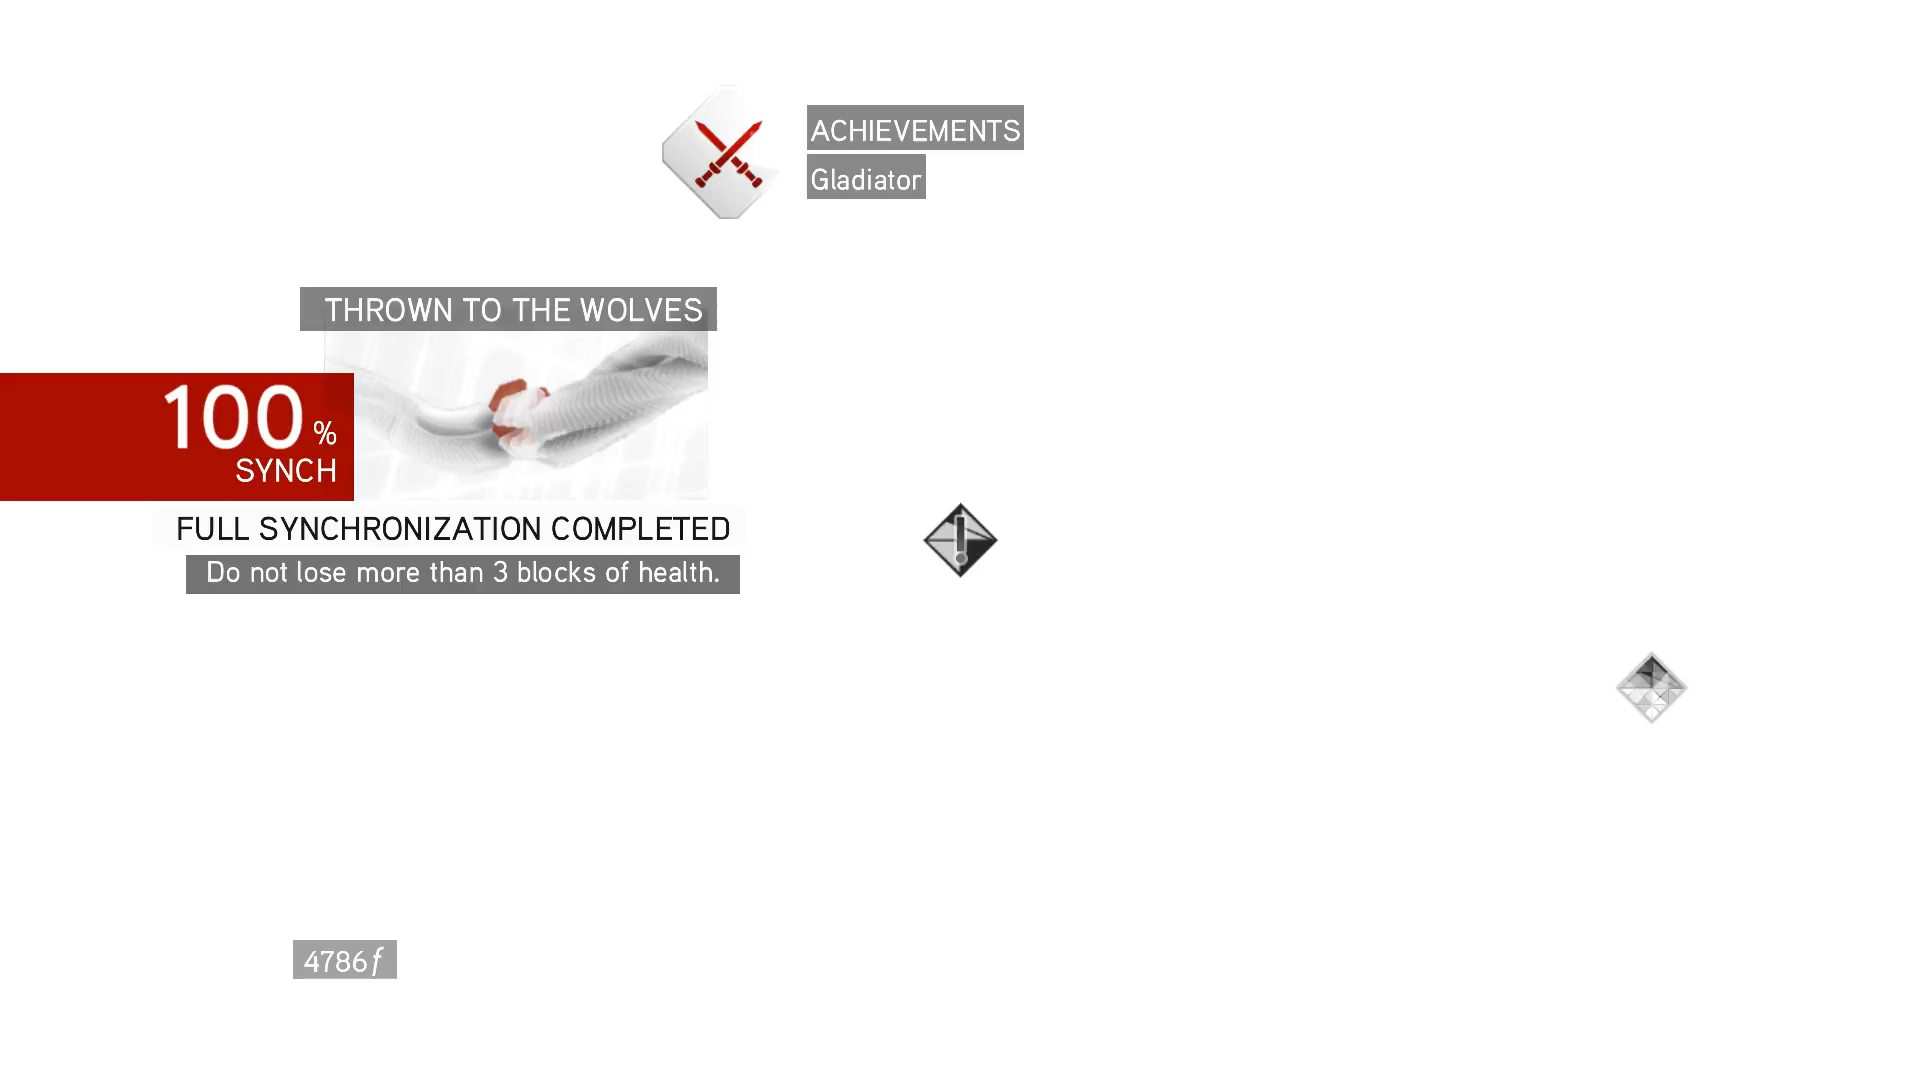 ACHIEVEMENTS
Gladiator
THROWN TO THE WOLVES
100 %
SYNCH
FULL SYNCHRONIZATION COMPLETED
Do not lose more than 3 blocks of health.
4786ƒ